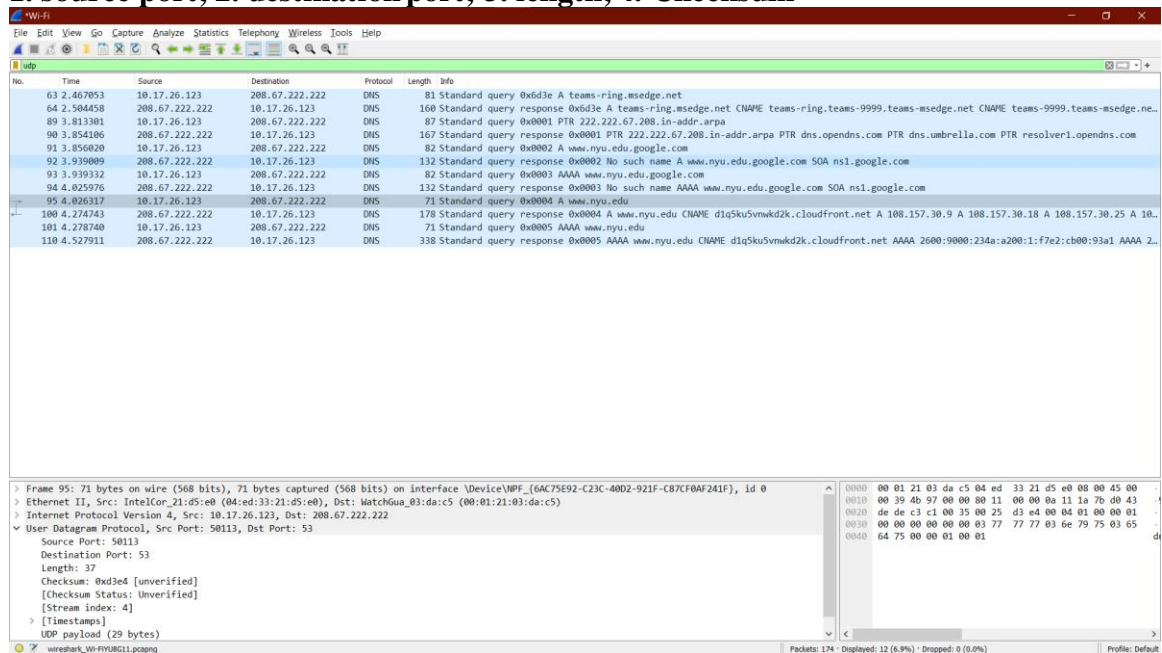 1. source port, 2. destination port, 3. length, 4. Checksum
*Wi-Fi
File Edit View Go Capture Analyze Statistics Telephony Wireless Tools Help
udp
No. Time Source Destination Protocol Length Info
63 2.467053 10.17.26.123 208.67.222.222 DNS 81 Standard query 0x6d3e A teams-ring.msedge.net
64 2.504458 208.67.222.222 10.17.26.123 DNS 160 Standard query response 0x6d3e A teams-ring.msedge.net CNAME teams-ring.teams-9999.teams-msedge.net CNAME teams-9999.teams-msedge.ne…
89 3.813301 10.17.26.123 208.67.222.222 DNS 87 Standard query 0x0001 PTR 222.222.67.208.in-addr.arpa
90 3.854106 208.67.222.222 10.17.26.123 DNS 167 Standard query response 0x0001 PTR 222.222.67.208.in-addr.arpa PTR dns.opendns.com PTR dns.umbrella.com PTR resolver1.opendns.com
91 3.856020 10.17.26.123 208.67.222.222 DNS 82 Standard query 0x0002 A www.nyu.edu.google.com
92 3.939009 208.67.222.222 10.17.26.123 DNS 132 Standard query response 0x0002 No such name A www.nyu.edu.google.com SOA ns1.google.com
93 3.939332 10.17.26.123 208.67.222.222 DNS 82 Standard query 0x0003 AAAA www.nyu.edu.google.com
94 4.025976 208.67.222.222 10.17.26.123 DNS 132 Standard query response 0x0003 No such name AAAA www.nyu.edu.google.com SOA ns1.google.com
95 4.026317 10.17.26.123 208.67.222.222 DNS 71 Standard query 0x0004 A www.nyu.edu
100 4.274743 208.67.222.222 10.17.26.123 DNS 178 Standard query response 0x0004 A www.nyu.edu CNAME d1q5ku5vnwkd2k.cloudfront.net A 108.157.30.9 A 108.157.30.18 A 108.157.30.25 A 10…
101 4.278740 10.17.26.123 208.67.222.222 DNS 71 Standard query 0x0005 AAAA www.nyu.edu
110 4.527911 208.67.222.222 10.17.26.123 DNS 338 Standard query response 0x0005 AAAA www.nyu.edu CNAME d1q5ku5vnwkd2k.cloudfront.net AAAA 2600:9000:234a:a200:1:f7e2:cb00:93a1 AAAA 2…
> Frame 95: 71 bytes on wire (568 bits), 71 bytes captured (568 bits) on interface \Device\NPF_{6AC75E92-C23C-40D2-921F-C87CF0AF241F}, id 0
> Ethernet II, Src: IntelCor_21:d5:e0 (04:ed:33:21:d5:e0), Dst: WatchGua_03:da:c5 (00:01:21:03:da:c5)
> Internet Protocol Version 4, Src: 10.17.26.123, Dst: 208.67.222.222
User Datagram Protocol, Src Port: 50113, Dst Port: 53
Source Port: 50113
Destination Port: 53
Length: 37
Checksum: 0xd3e4 [unverified]
[Checksum Status: Unverified]
[Stream index: 4]
> [Timestamps]
UDP payload (29 bytes)
0000 00 01 21 03 da c5 04 ed 33 21 d5 e0 08 00 45 00
0010 00 39 4b 97 00 00 80 11 00 00 0a 11 1a 7b d0 43
0020 de de c3 c1 00 35 00 25 d3 e4 00 04 01 00 00 01
0030 00 00 00 00 00 00 03 77 77 77 03 6e 79 75 03 65
0040 64 75 00 00 01 00 01
wireshark_Wi-FiYU8G11.pcapng
Packets: 174 · Displayed: 12 (6.9%) · Dropped: 0 (0.0%)
Profile: Default